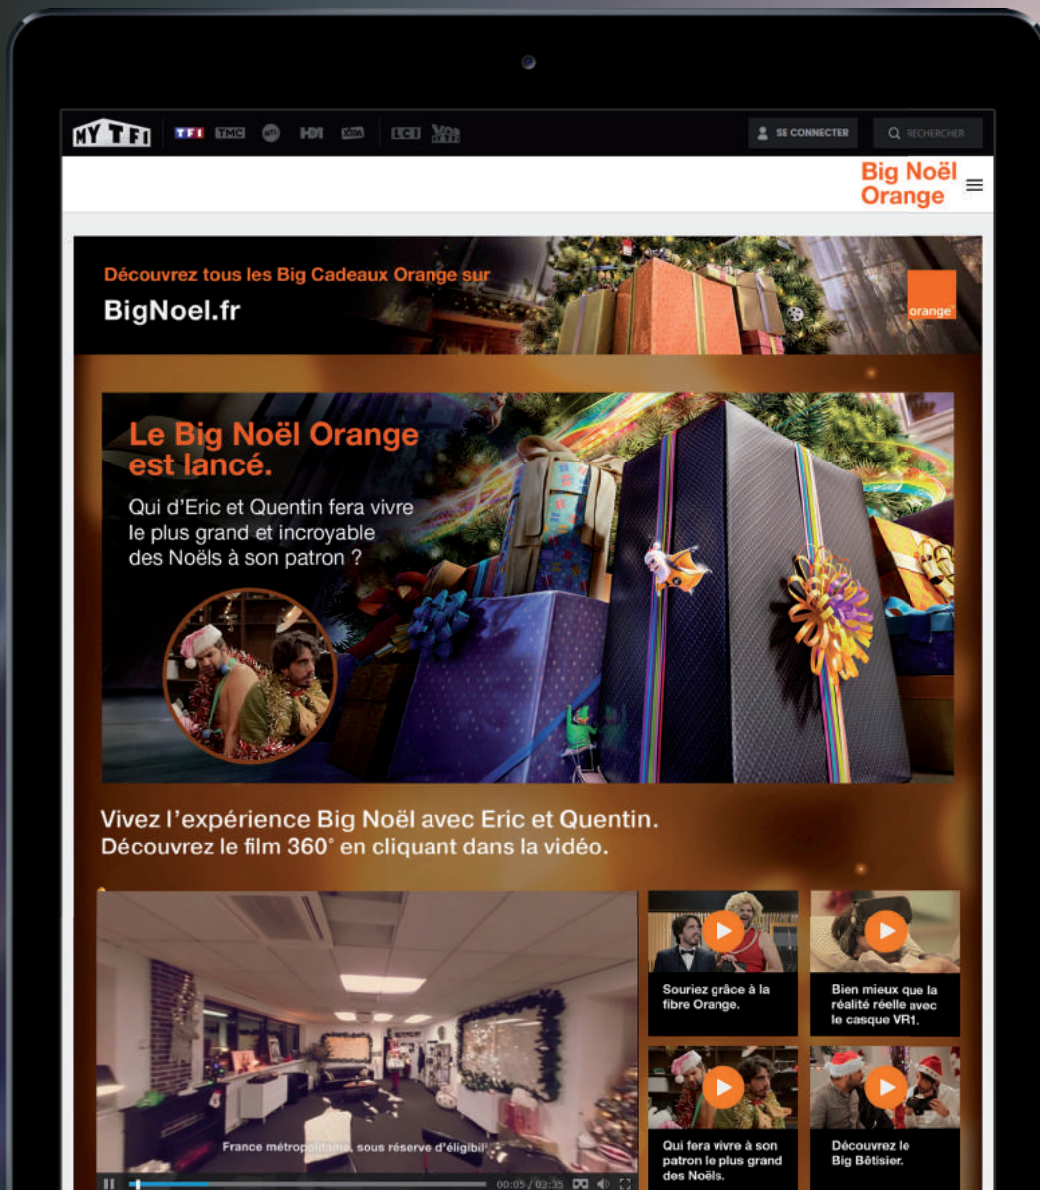 MYTF1
TF1
TMC
NT1
HD1
XTRA
LCI
SE CONNECTER
RECHERCHER
Big Noël
Orange
Découvrez tous les Big Cadeaux Orange sur
BigNoel.fr
orange
Le Big Noël Orange
est lancé.
Qui d’Eric et Quentin fera vivre
le plus grand et incroyable
des Noëls à son patron ?
Vivez l’expérience Big Noël avec Eric et Quentin.
Découvrez le film 360° en cliquant dans la vidéo.
France métropolitaine, sous réserve d’éligibil
00:05 / 03:35
Souriez grâce à la
fibre Orange.
Bien mieux que la
réalité réelle avec
le casque VR1.
Qui fera vivre à son
patron le plus grand
des Noëls.
Découvrez le
Big Bêtisier.